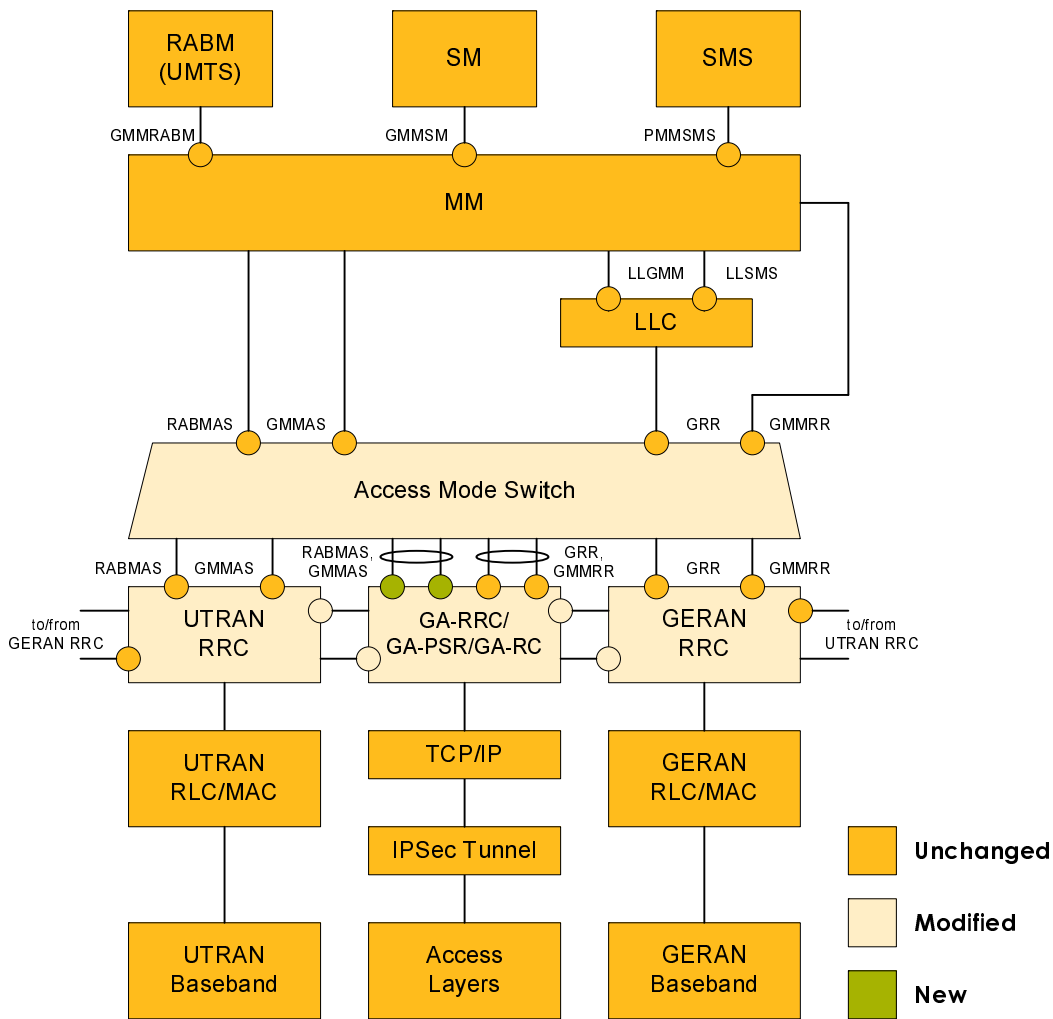 RABM
(UMTS)
SM
SMS
GMMRABM
GMMSM
PMMSMS
MM
LLGMM
LLSMS
LLC
RABMAS
GMMAS
GRR
GMMRR
Access Mode Switch
RABMAS
GMMAS
RABMAS,
GMMAS
GRR,
GMMRR
GRR
GMMRR
to/from
GERAN RRC
UTRAN
RRC
GA-RRC/
GA-PSR/GA-RC
GERAN
RRC
to/from
UTRAN RRC
UTRAN
RLC/MAC
TCP/IP
GERAN
RLC/MAC
IPSec Tunnel
Unchanged
Modified
UTRAN
Baseband
Access
Layers
GERAN
Baseband
New